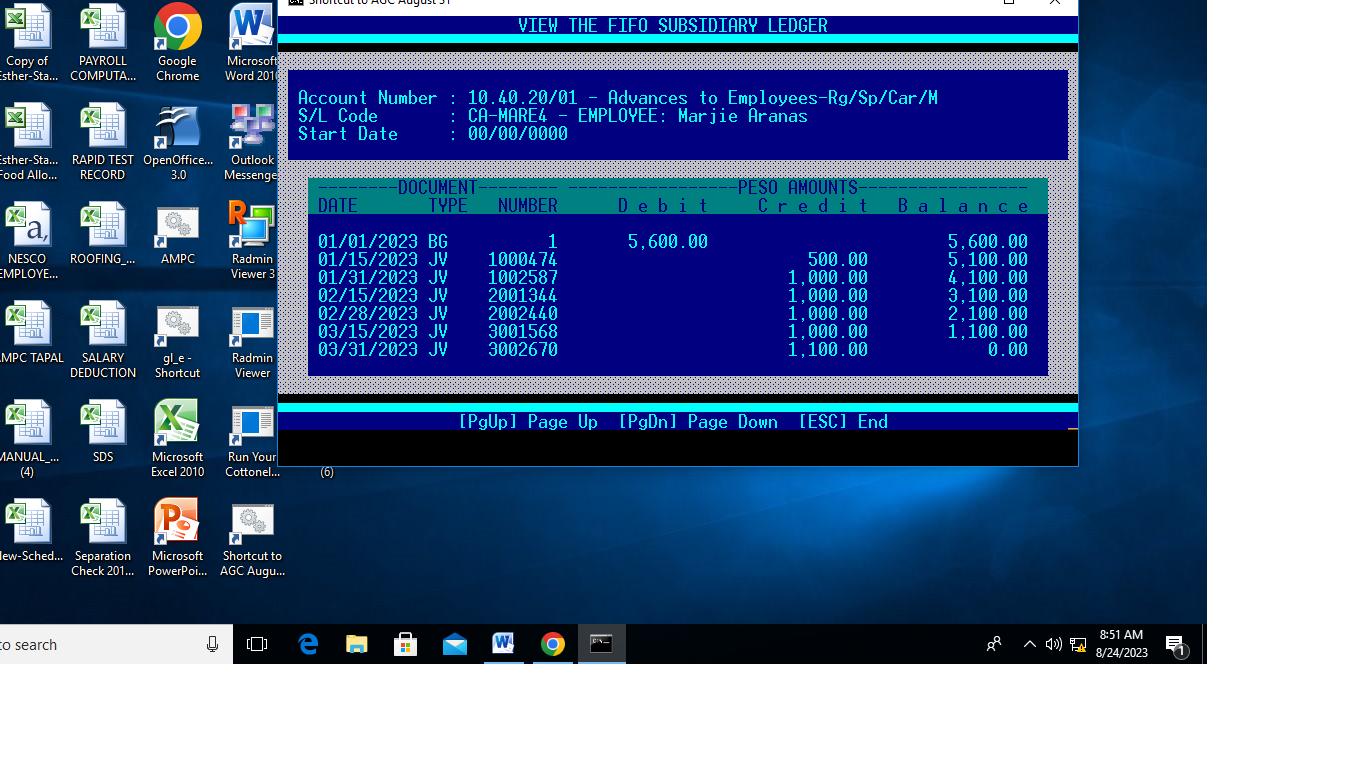 Shortcut to AGC August 31
VIEW THE FIFO SUBSIDIARY LEDGER
Account Number : 10.40.20/01 - Advances to Employees-Rg/Sp/Car/M
S/L Code : CA-MARE4 - EMPLOYEE: Marjie Aranas
Start Date : 00/00/0000
--------DOCUMENT-------- -----------------PESO AMOUNTS-----------------
DATE TYPE NUMBER D e b i t C r e d i t B a l a n c e
01/01/2023 BG 1 5,600.00 5,600.00
01/15/2023 JV 1000474 500.00 5,100.00
01/31/2023 JV 1002587 1,000.00 4,100.00
02/15/2023 JV 2001344 1,000.00 3,100.00
02/28/2023 JV 2002440 1,000.00 2,100.00
03/15/2023 JV 3001568 1,000.00 1,100.00
03/31/2023 JV 3002670 1,100.00 0.00
[PgUp] Page Up [PgDn] Page Down [ESC] End
Copy of
Esther-Sta...
PAYROLL
COMPUTA...
Google
Chrome
Microsoft
Word 2010
Esther-Sta...
Food Allo...
RAPID TEST
RECORD
OpenOffice...
3.0
Outlook
Messenge
NESCO
EMPLOYE...
ROOFING_...
AMPC
Radmin
Viewer 3
AMPC TAPAL
SALARY
DEDUCTION
gl_e -
Shortcut
Radmin
Viewer
MANUAL_...
(4)
SDS
Microsoft
Excel 2010
Run Your
Cottonel...
(6)
New-Sched...
Separation
Check 201...
Microsoft
PowerPoi...
Shortcut to
AGC Augu...
to search
8:51 AM
8/24/2023
1